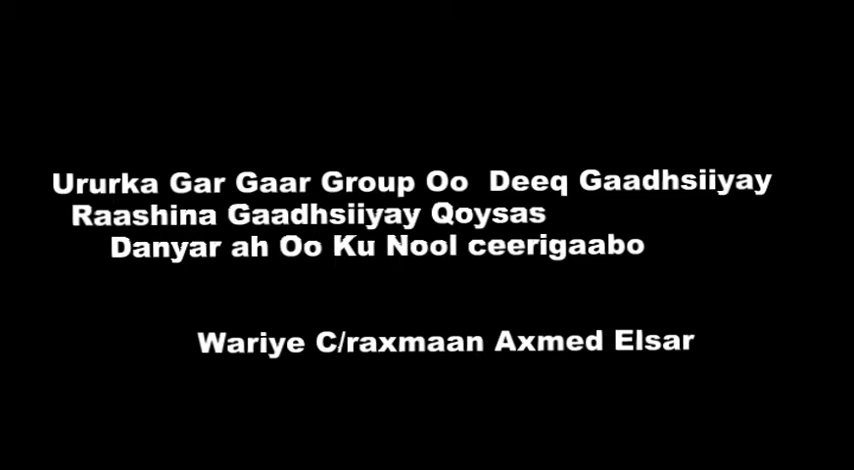 Ururka Gar Gaar Group Oo Deeq Gaadhsiiyay
Raashina Gaadhsiiyay Qoysas
Danyar ah Oo Ku Nool ceerigaabo
Wariye C/raxmaan Axmed Elsar